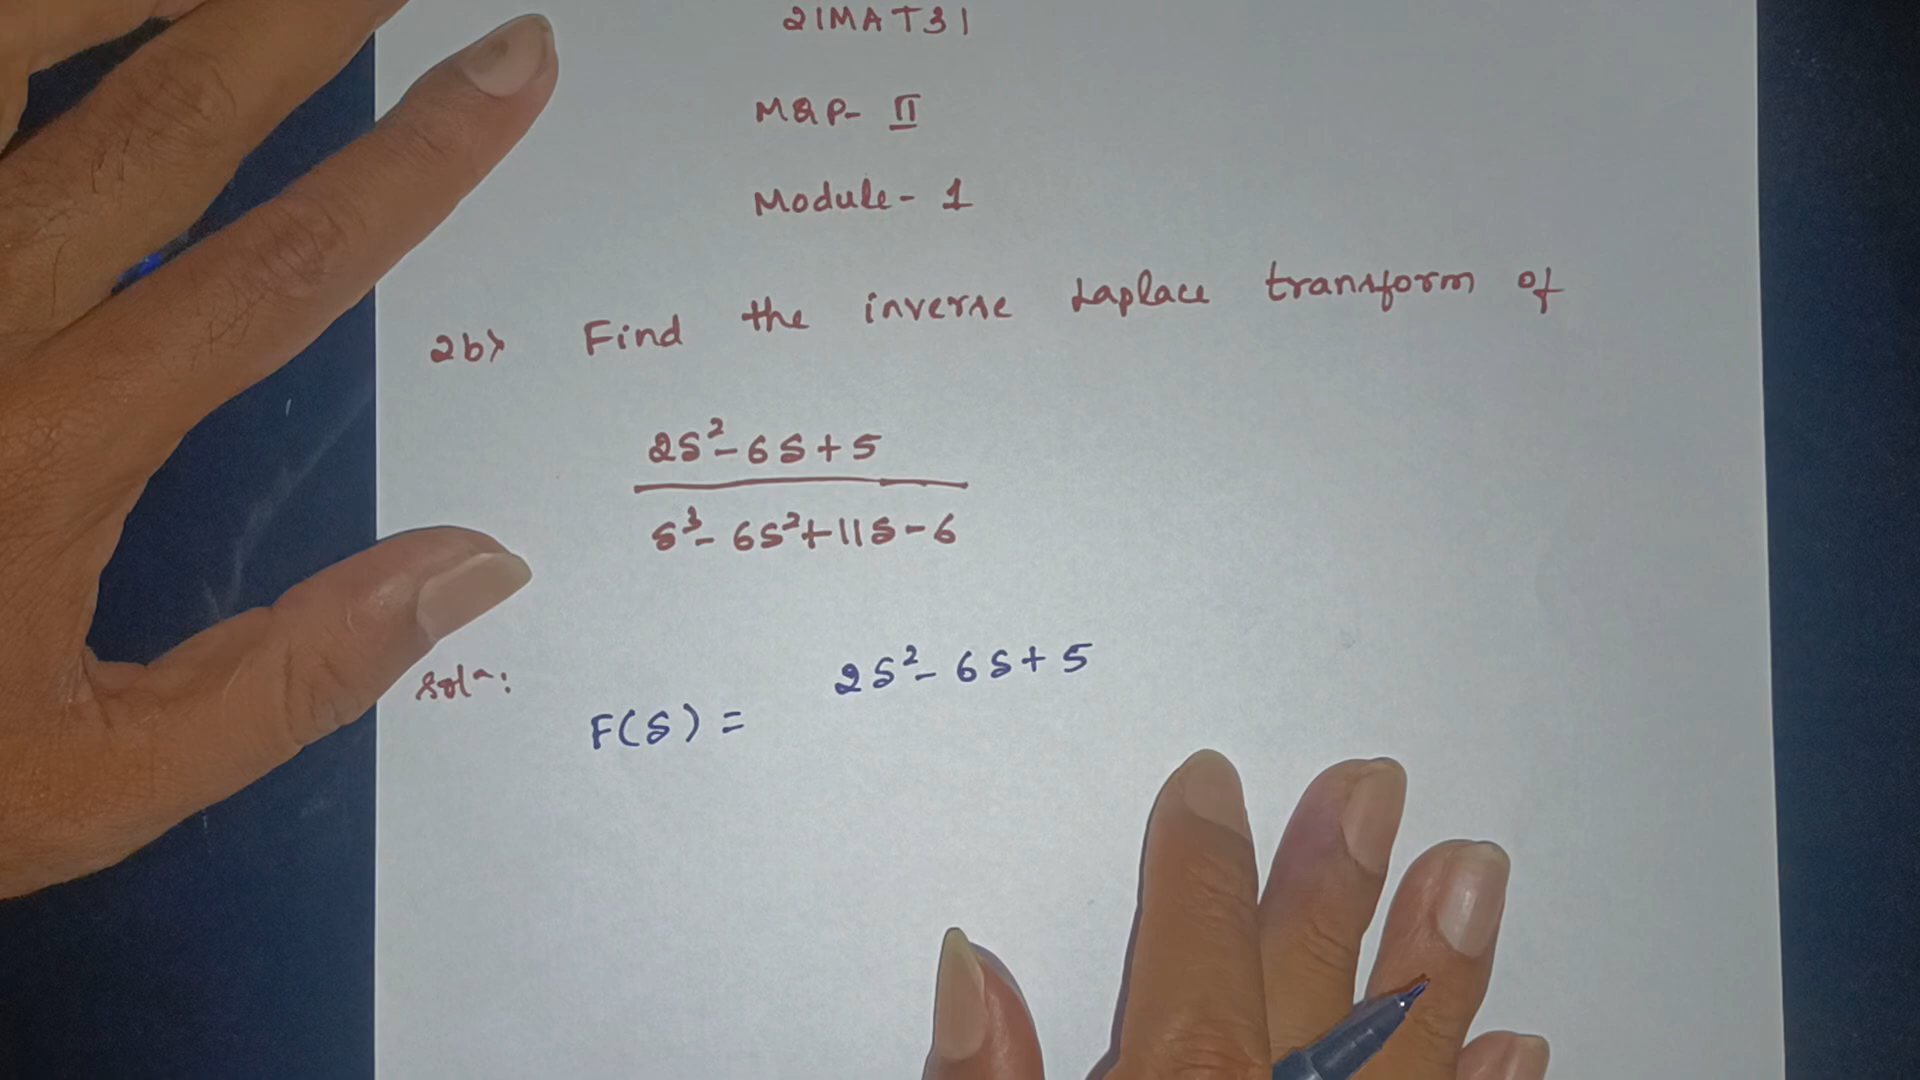 21MAT31
MQP- II
Module- 1
2b> Find the inverse Laplace transform of
2s²-6s+5
s³-6s²+11s-6
Solⁿ:
2s²-6s+5
F(s) =